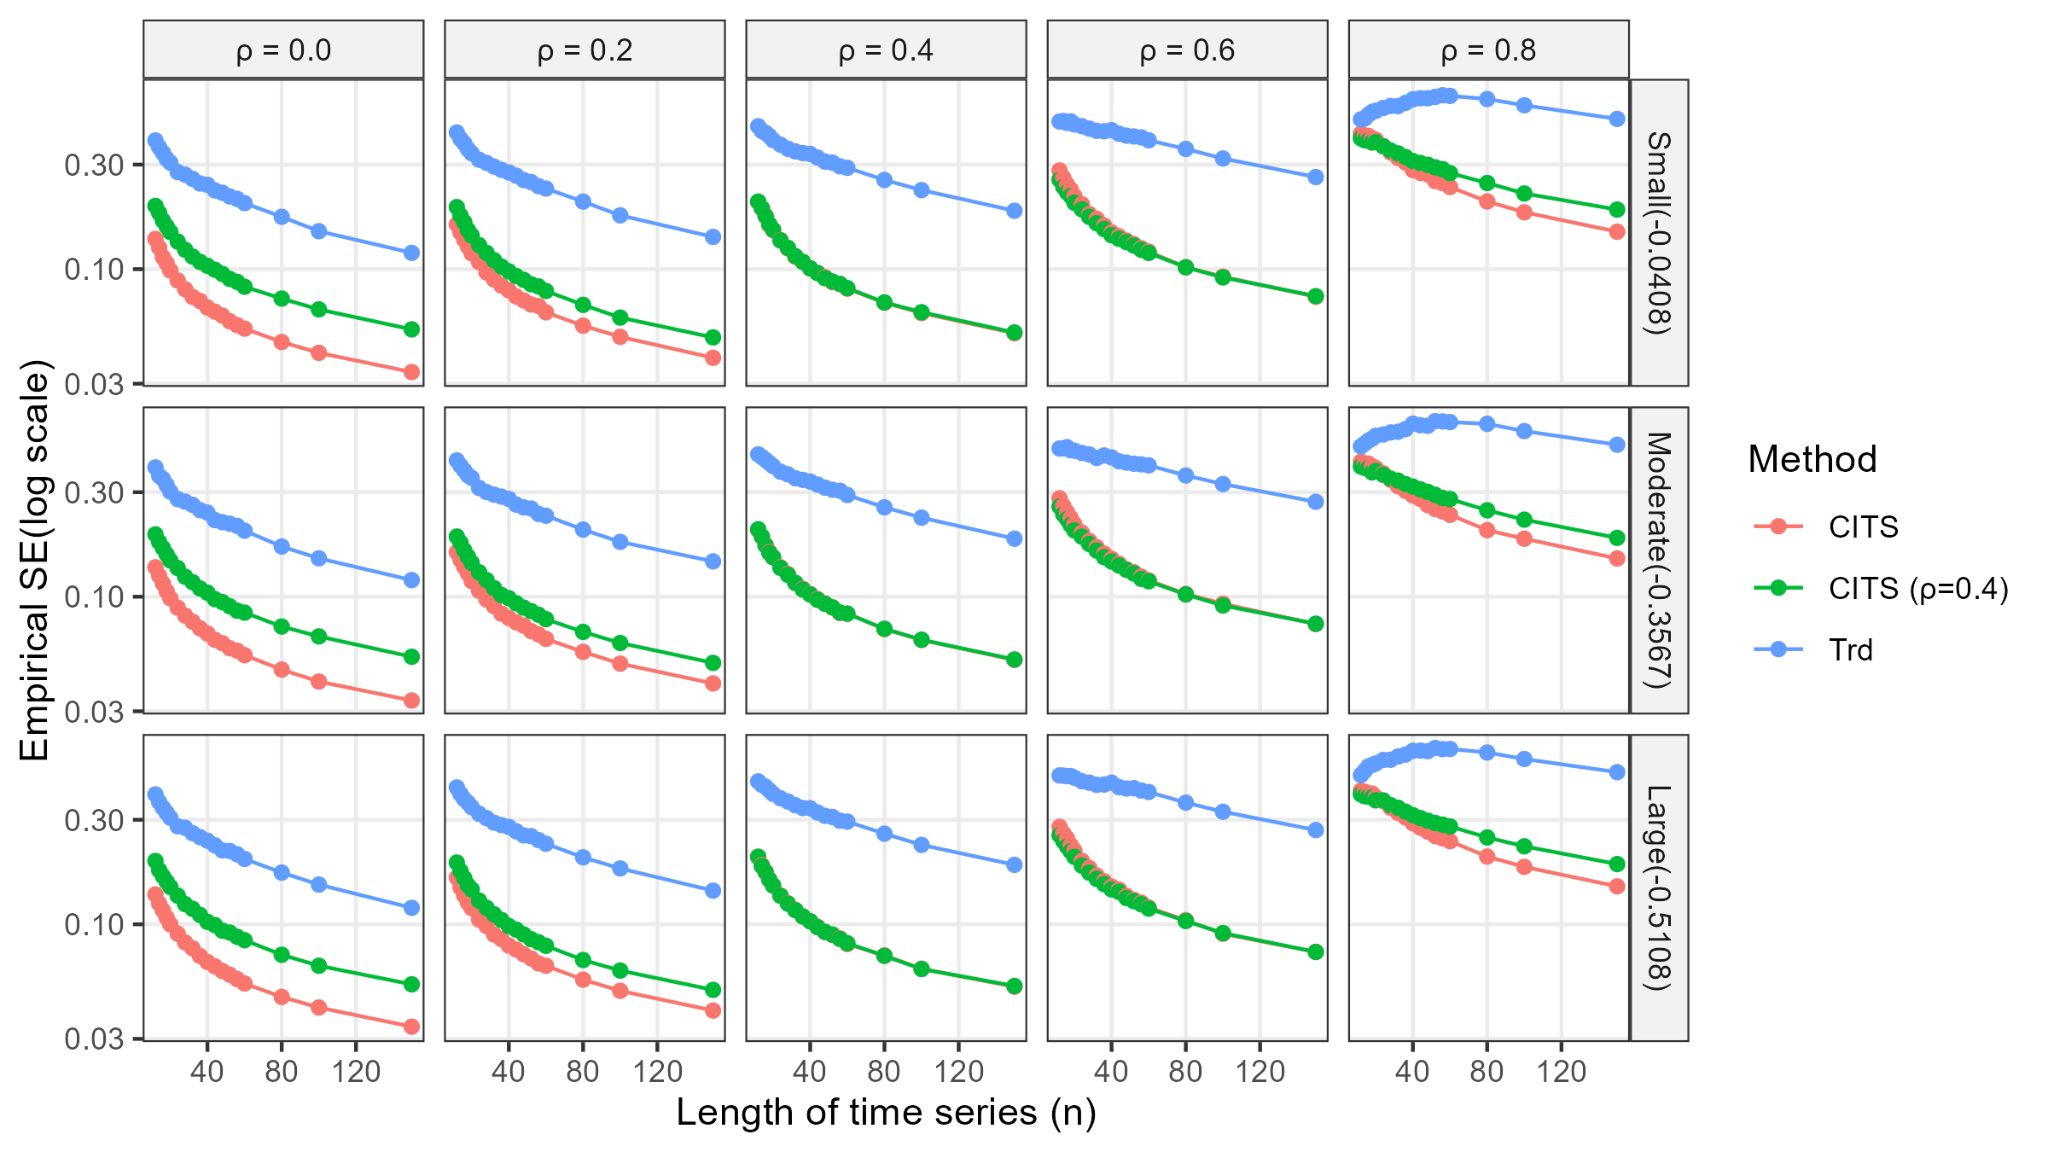 ρ = 0.0
ρ = 0.2
ρ = 0.4
ρ = 0.6
ρ = 0.8
Empirical SE(log scale)
0.30
0.10
0.03
Small(-0.0408)
0.30
0.10
0.03
Moderate(-0.3567)
0.30
0.10
0.03
Large(-0.5108)
40 80 120
40 80 120
40 80 120
40 80 120
40 80 120
Length of time series (n)
Method
CITS
CITS (ρ=0.4)
Trd